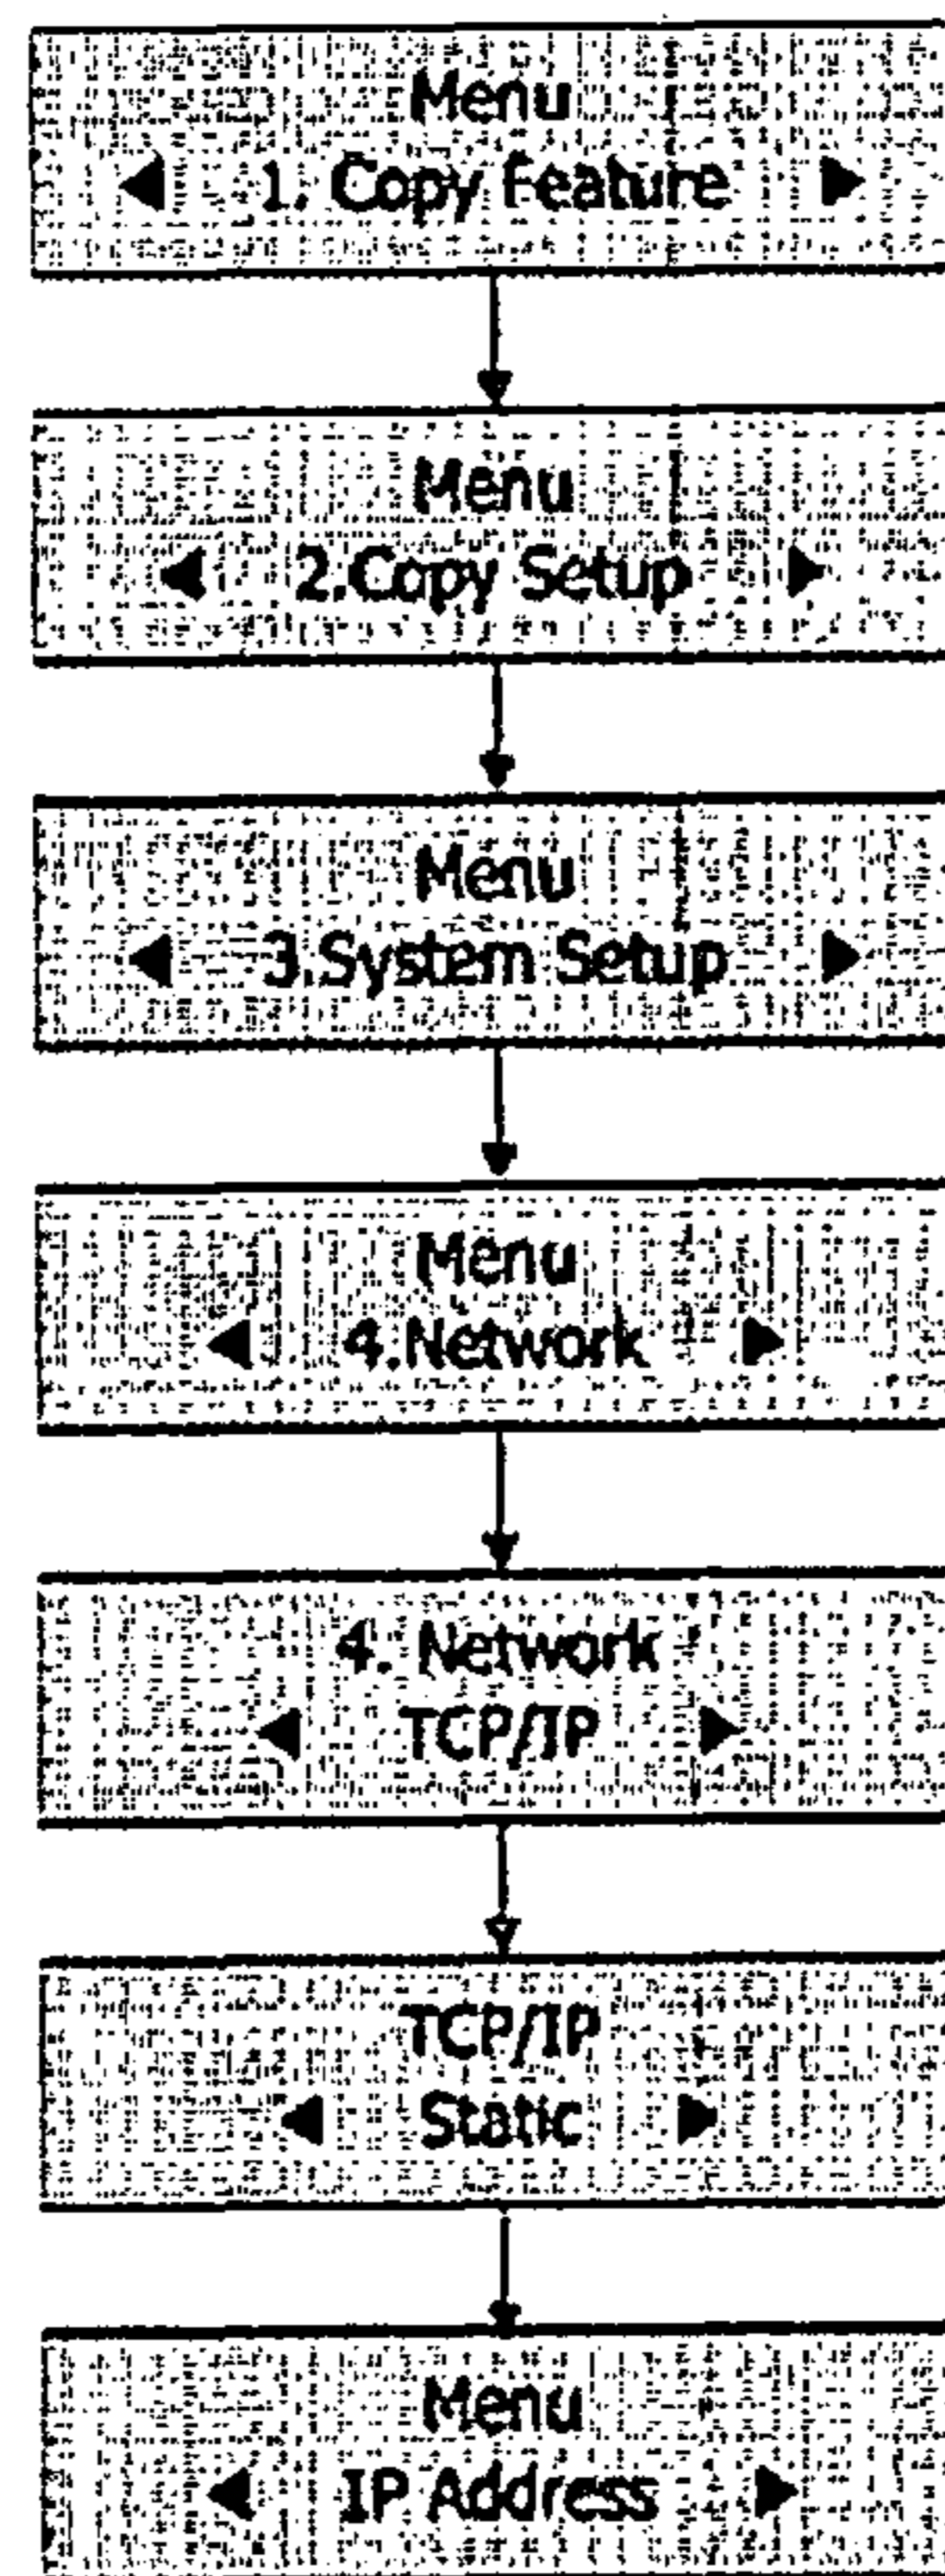 Menu
◀ 1. Copy Feature ▶
Menu
◀ 2.Copy Setup ▶
Menu
◀ 3.System Setup ▶
Menu
◀ 4.Network ▶
4. Network
◀ TCP/IP ▶
TCP/IP
◀ Static ▶
Menu
◀ IP Address ▶